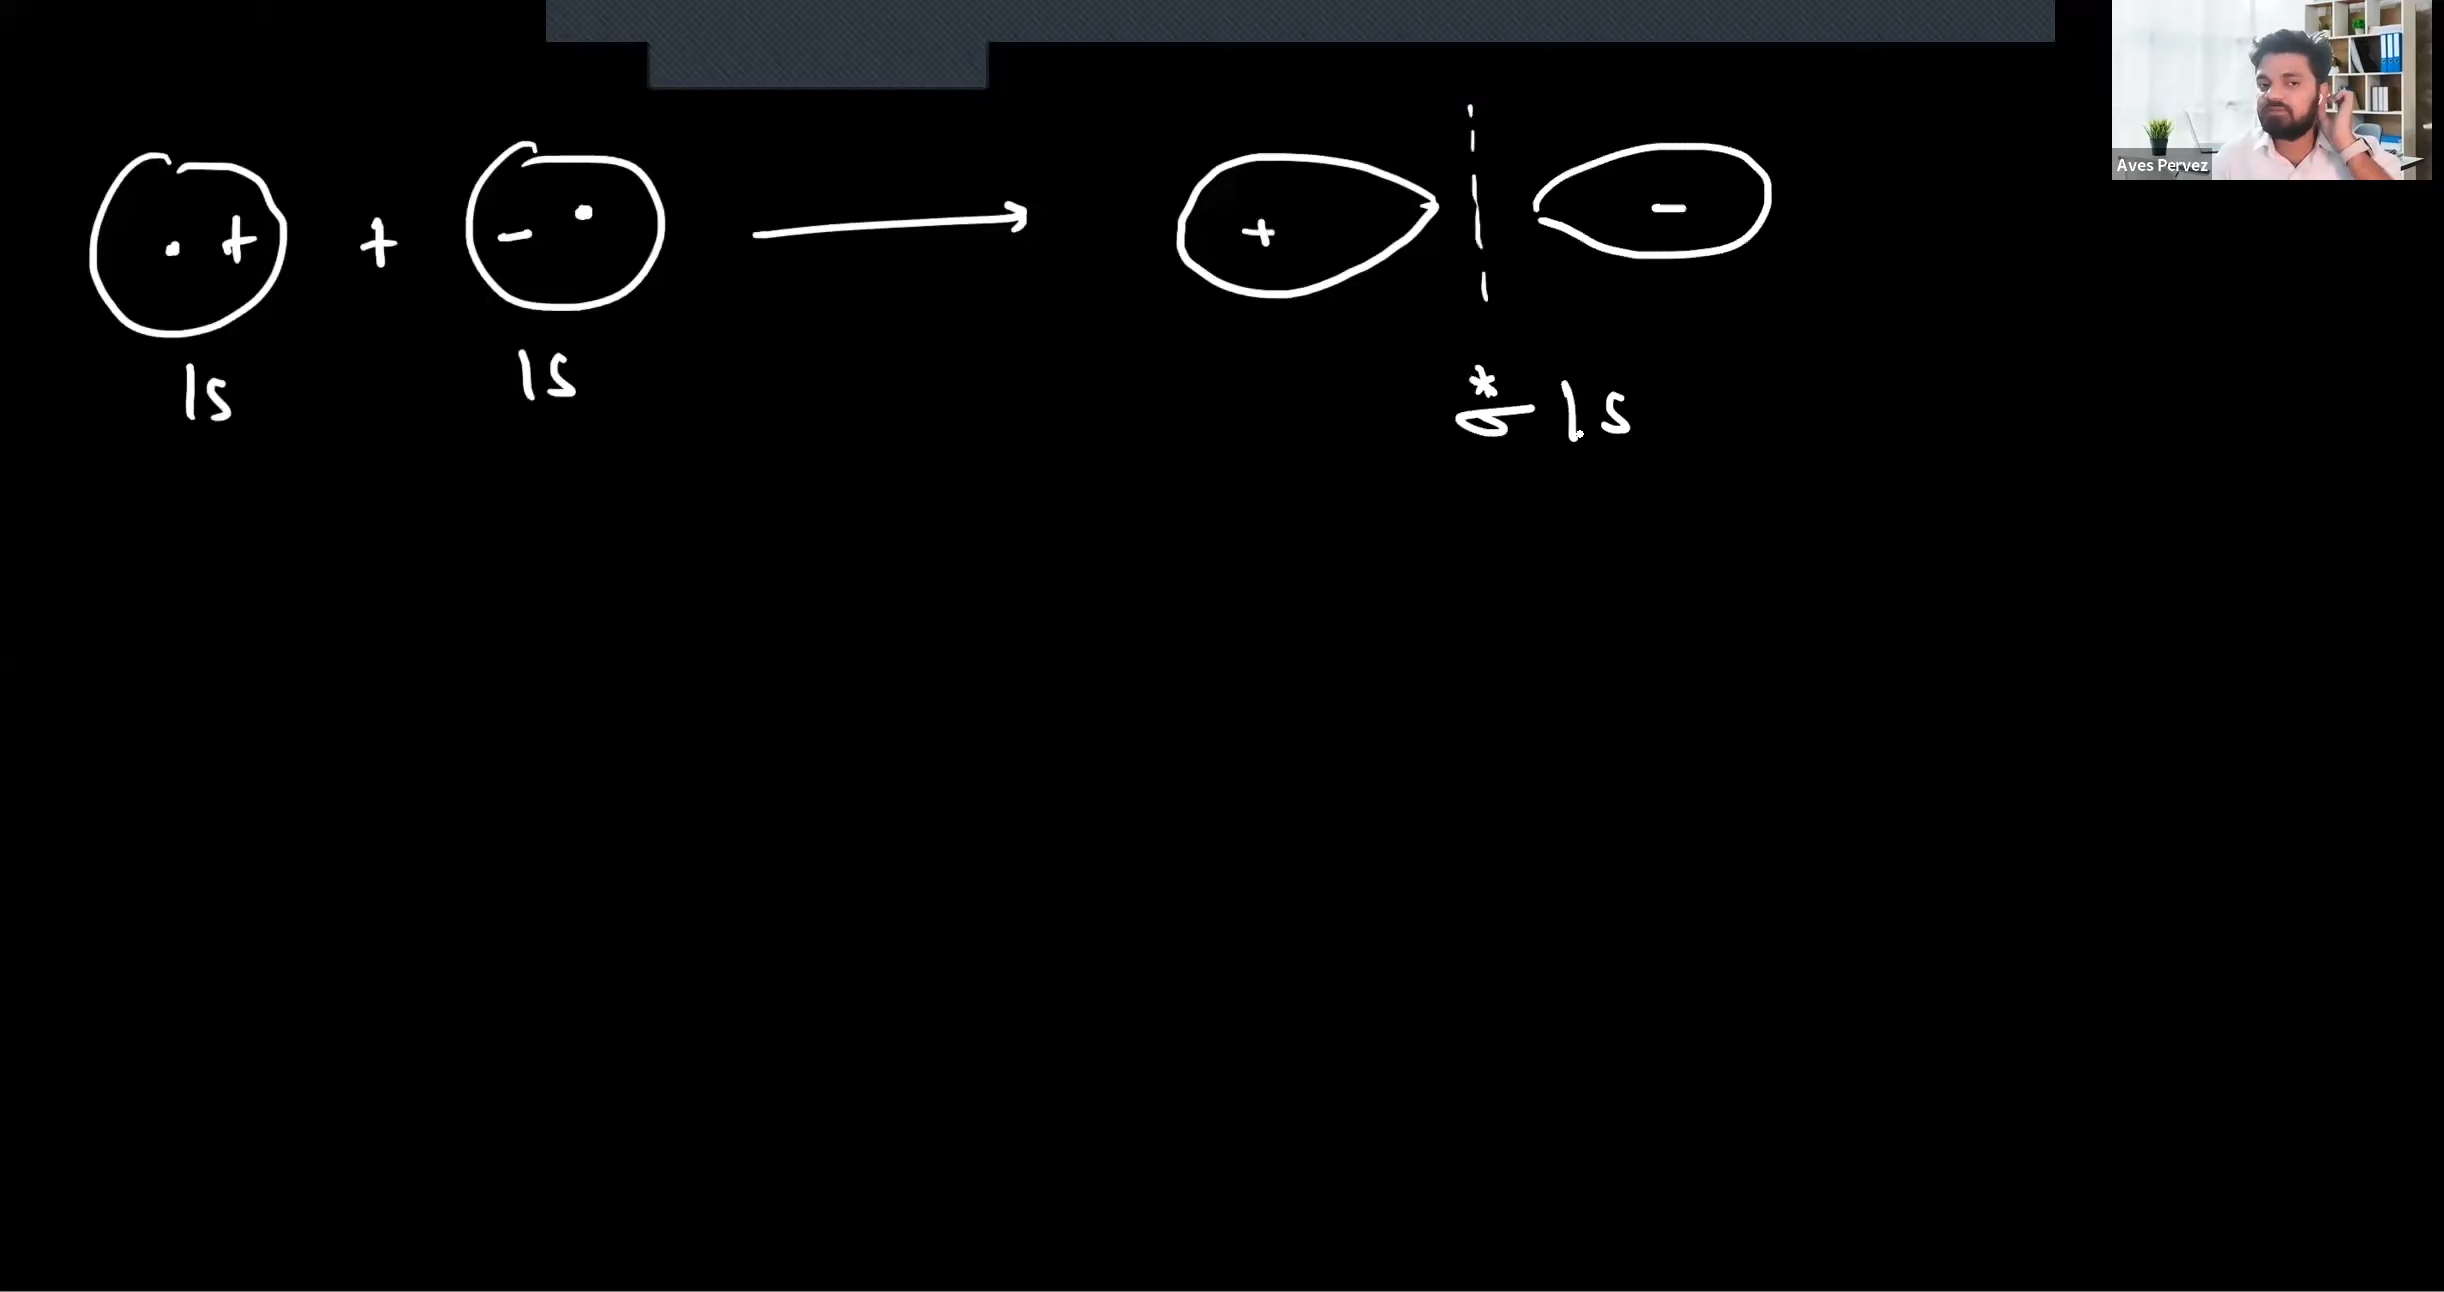 Aves Pervez
+ + - + -
1s 1s σ* 1s